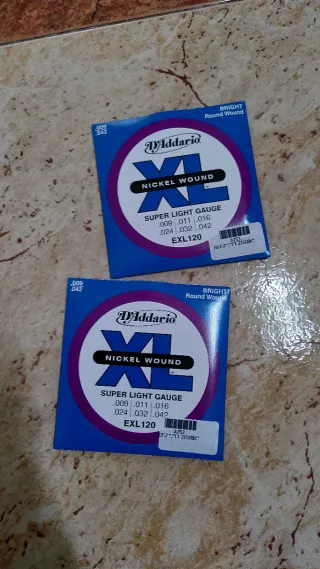 .009
.042
BRIGHT
Round Wound
D'Addario
XL
NICKEL WOUND
SUPER LIGHT GAUGE
.009 .011 .016
.024 .032 .042
EXL120
.009
.042
BRIGHT
Round Wound
D'Addario
XL
NICKEL WOUND
SUPER LIGHT GAUGE
.009 .011 .016
.024 .032 .042
EXL120